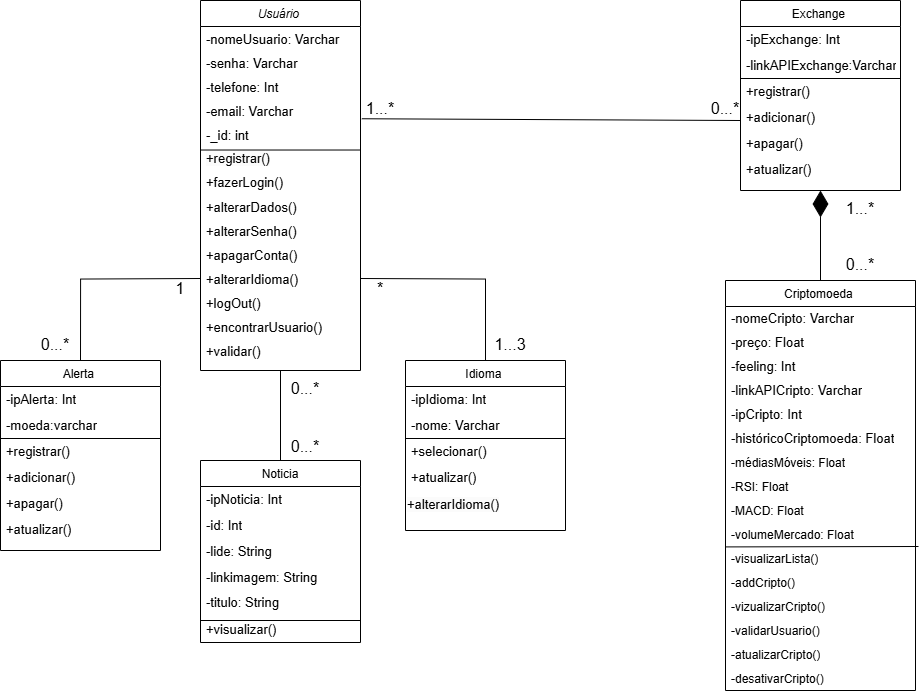 Usuário
-nomeUsuario: Varchar
-senha: Varchar
-telefone: Int
-email: Varchar
-_id: int
+registrar()
+fazerLogin()
+alterarDados()
+alterarSenha()
+apagarConta()
+alterarIdioma()
+logOut()
+encontrarUsuario()
+validar()
1...*
0...*
Exchange
-ipExchange: Int
-linkAPIExchange:Varchar
+registrar()
+adicionar()
+apagar()
+atualizar()
1...*
0...*
1
0...*
*
1...3
0...*
0...*
Alerta
-ipAlerta: Int
-moeda:varchar
+registrar()
+adicionar()
+apagar()
+atualizar()
Noticia
-ipNoticia: Int
-id: Int
-lide: String
-linkimagem: String
-titulo: String
+visualizar()
Idioma
-ipIdioma: Int
-nome: Varchar
+selecionar()
+atualizar()
+alterarIdioma()
Criptomoeda
-nomeCripto: Varchar
-preço: Float
-feeling: Int
-linkAPICripto: Varchar
-ipCripto: Int
-históricoCriptomoeda: Float
-médiasMóveis: Float
-RSI: Float
-MACD: Float
-volumeMercado: Float
-visualizarLista()
-addCripto()
-vizualizarCripto()
-validarUsuario()
-atualizarCripto()
-desativarCripto()